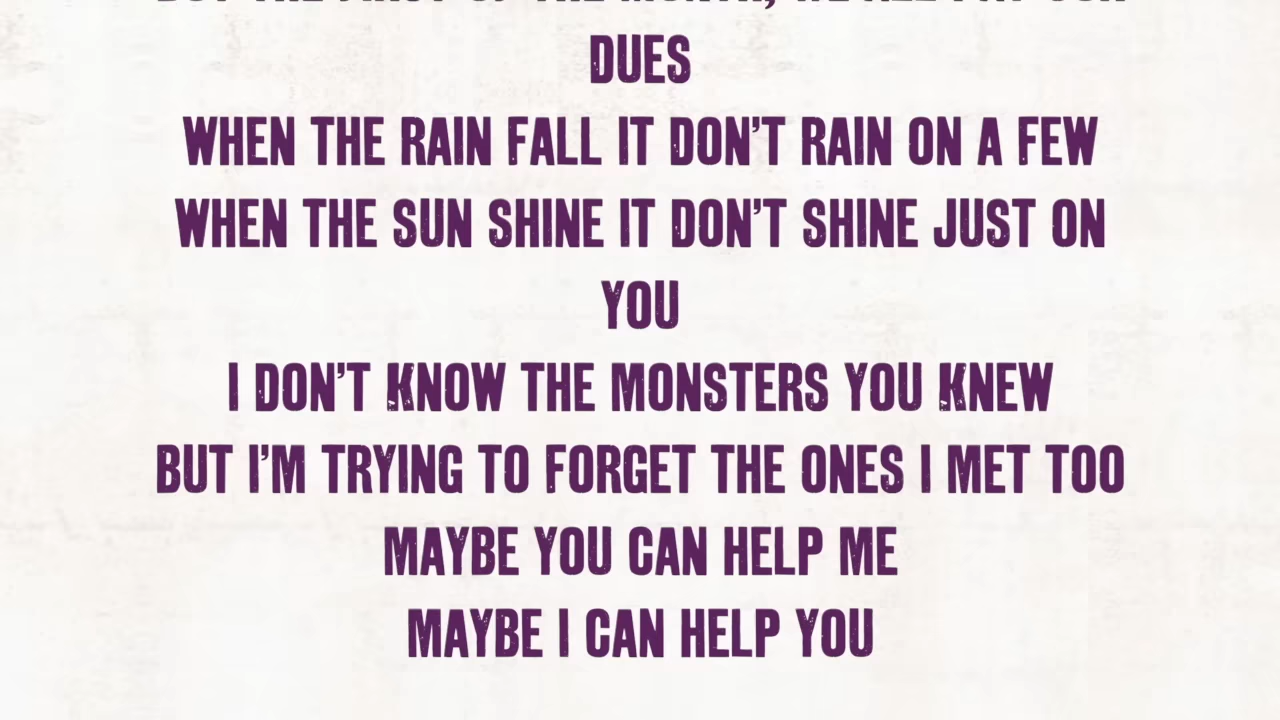 DUES
WHEN THE RAIN FALL IT DON'T RAIN ON A FEW
WHEN THE SUN SHINE IT DON'T SHINE JUST ON
YOU
I DON'T KNOW THE MONSTERS YOU KNEW
BUT I'M TRYING TO FORGET THE ONES I MET TOO
MAYBE YOU CAN HELP ME
MAYBE I CAN HELP YOU